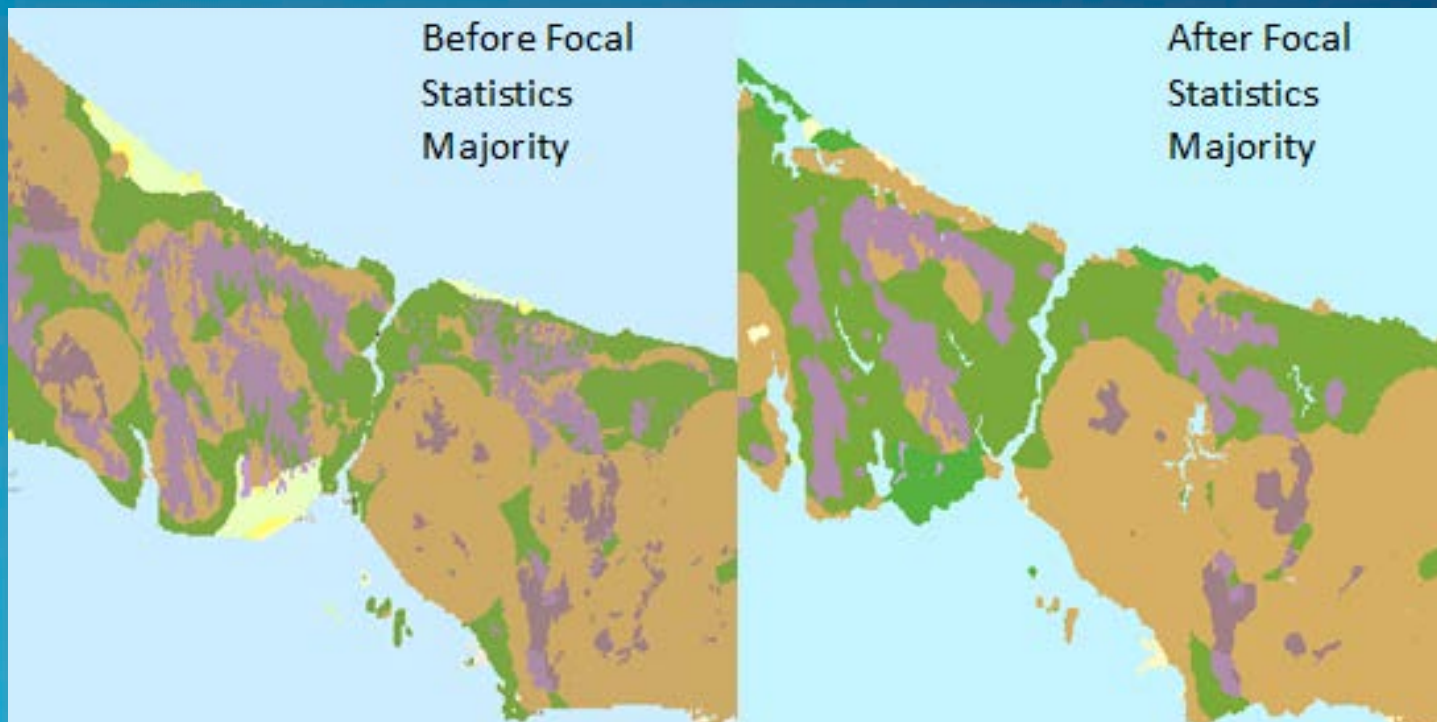 Before Focal
Statistics
Majority
After Focal
Statistics
Majority